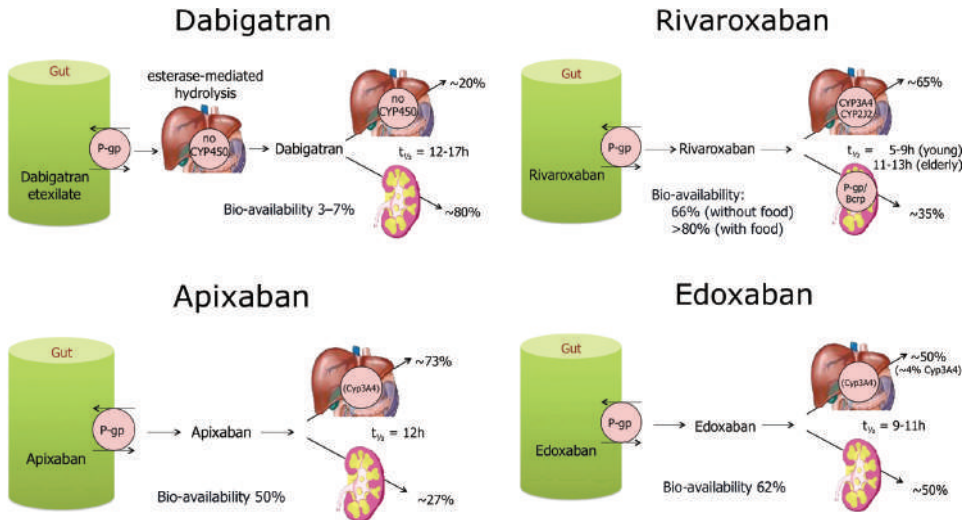 Dabigatran
Gut
P-gp
Dabigatran
etexilate
esterase-mediated
hydrolysis
no
CYP450
Dabigatran
no
CYP450
~20%
t½ = 12-17h
~80%
Bio-availability 3–7%
Rivaroxaban
Gut
P-gp
Rivaroxaban
Rivaroxaban
CYP3A4
CYP2J2
~65%
t½ = 5-9h (young)
11-13h (elderly)
P-gp/
Bcrp
~35%
Bio-availability:
66% (without food)
>80% (with food)
Apixaban
Gut
P-gp
Apixaban
Apixaban
(Cyp3A4)
~73%
t½ = 12h
~27%
Bio-availability 50%
Edoxaban
Gut
P-gp
Edoxaban
Edoxaban
(Cyp3A4)
~50%
(~4% Cyp3A4)
t½ = 9-11h
~50%
Bio-availability 62%